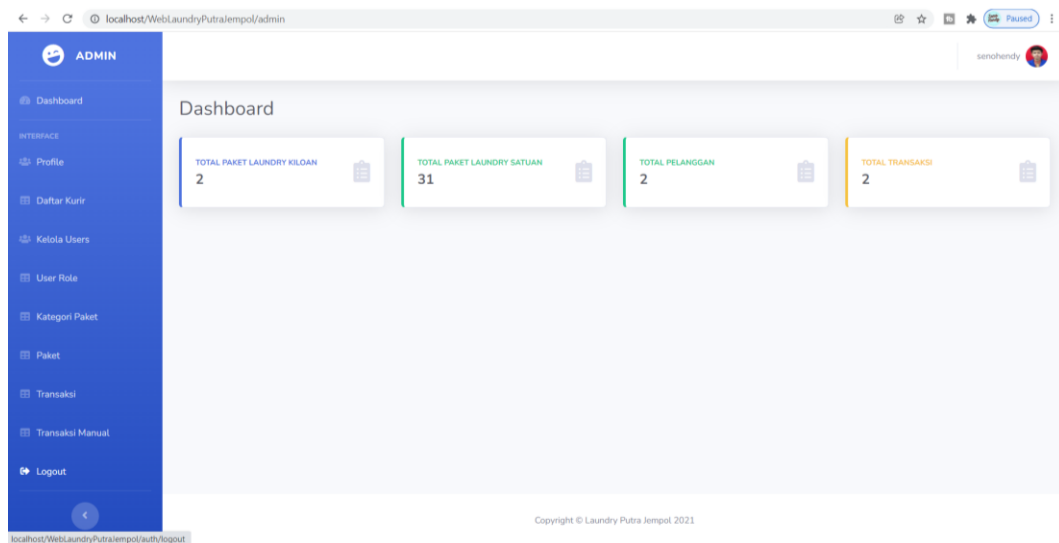 localhost/WebLaundryPutraJempol/admin
Paused
ADMIN
senohendy
Dashboard
INTERFACE
Profile
Daftar Kurir
Kelola Users
User Role
Kategori Paket
Paket
Transaksi
Transaksi Manual
Logout
Dashboard
TOTAL PAKET LAUNDRY KILOAN
2
TOTAL PAKET LAUNDRY SATUAN
31
TOTAL PELANGGAN
2
TOTAL TRANSAKSI
2
Copyright © Laundry Putra Jempol 2021
localhost/WebLaundryPutraJempol/auth/logout